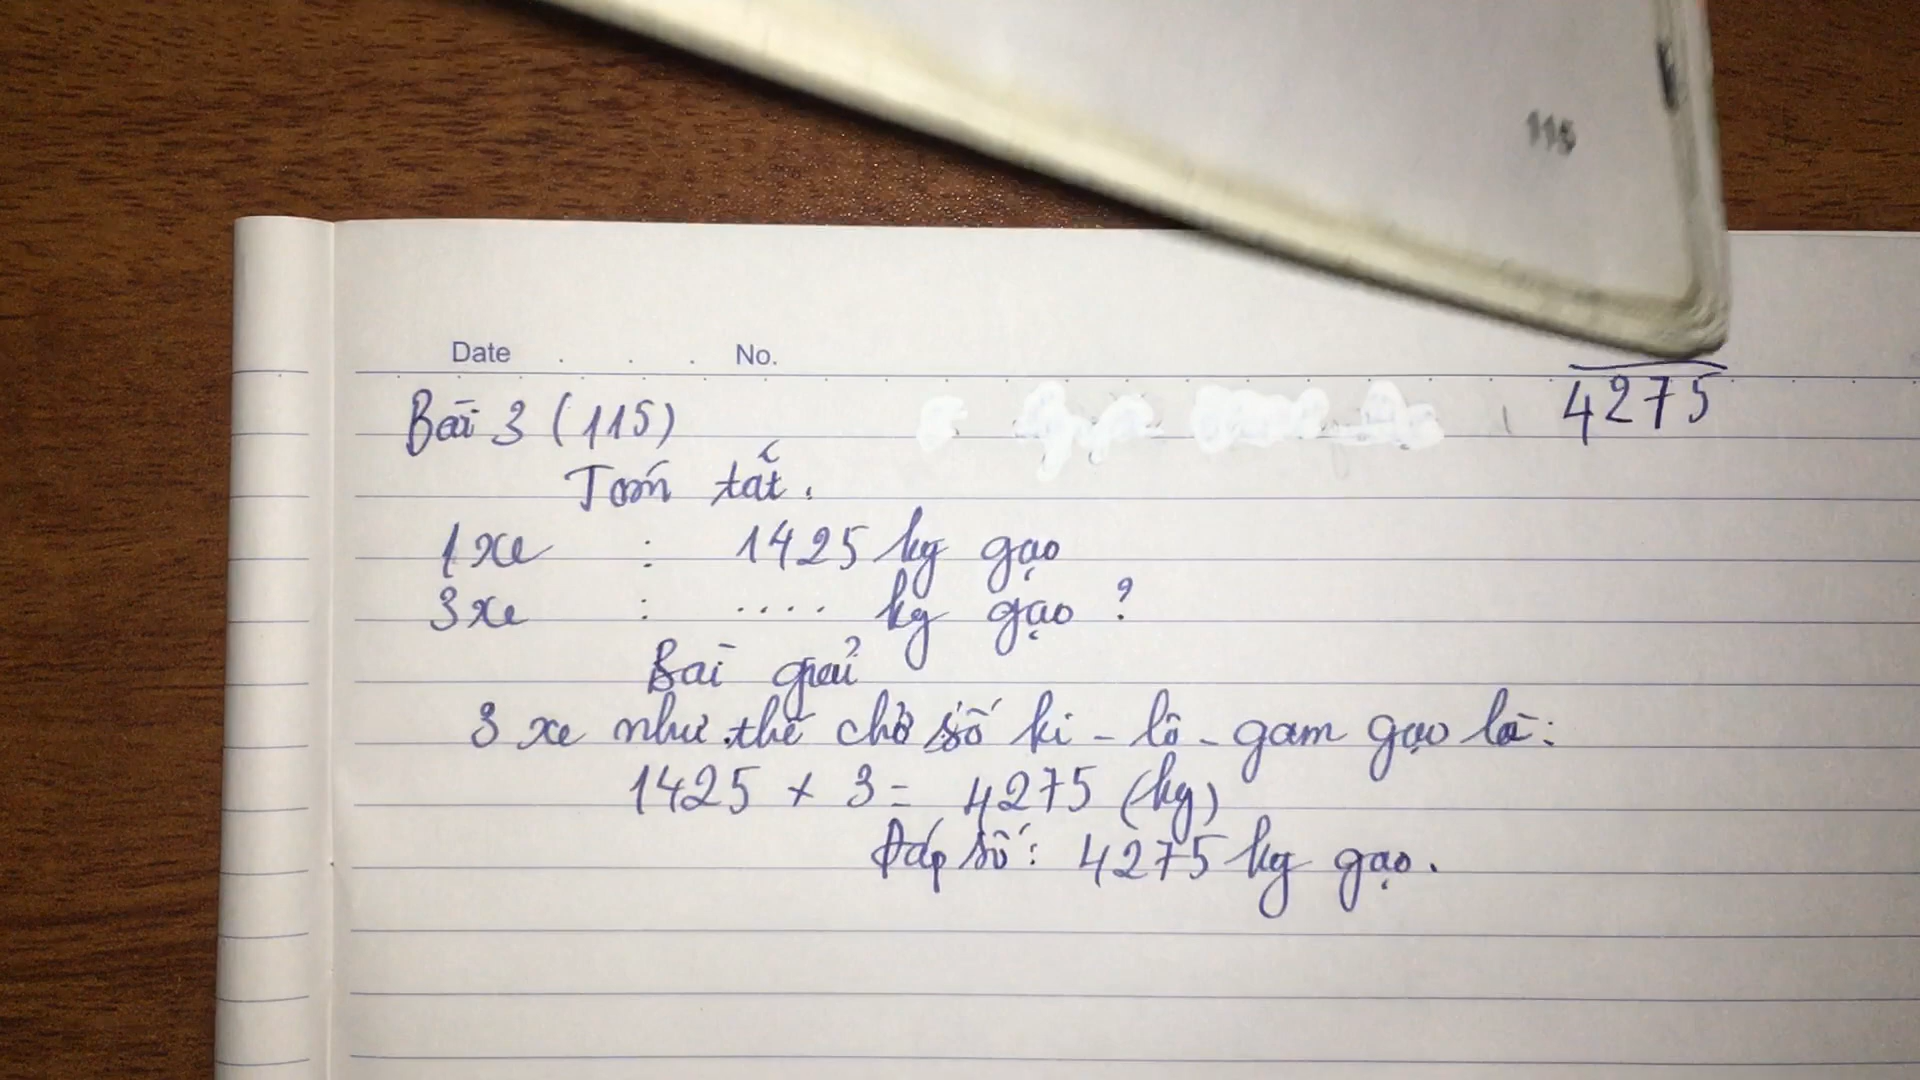 115
Date . . . No.
4275
Bài 3 (115)
Tóm tắt.
1 xe : 1425 kg gạo
3 xe : .... kg gạo ?
Bài giải
3 xe như thế chở số ki-lô-gam gạo là:
1425 x 3 = 4275 (kg)
Đáp số: 4275 kg gạo.